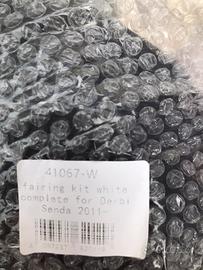 41067-W
fairing kit white
complete for Derbi
Senda 2011-